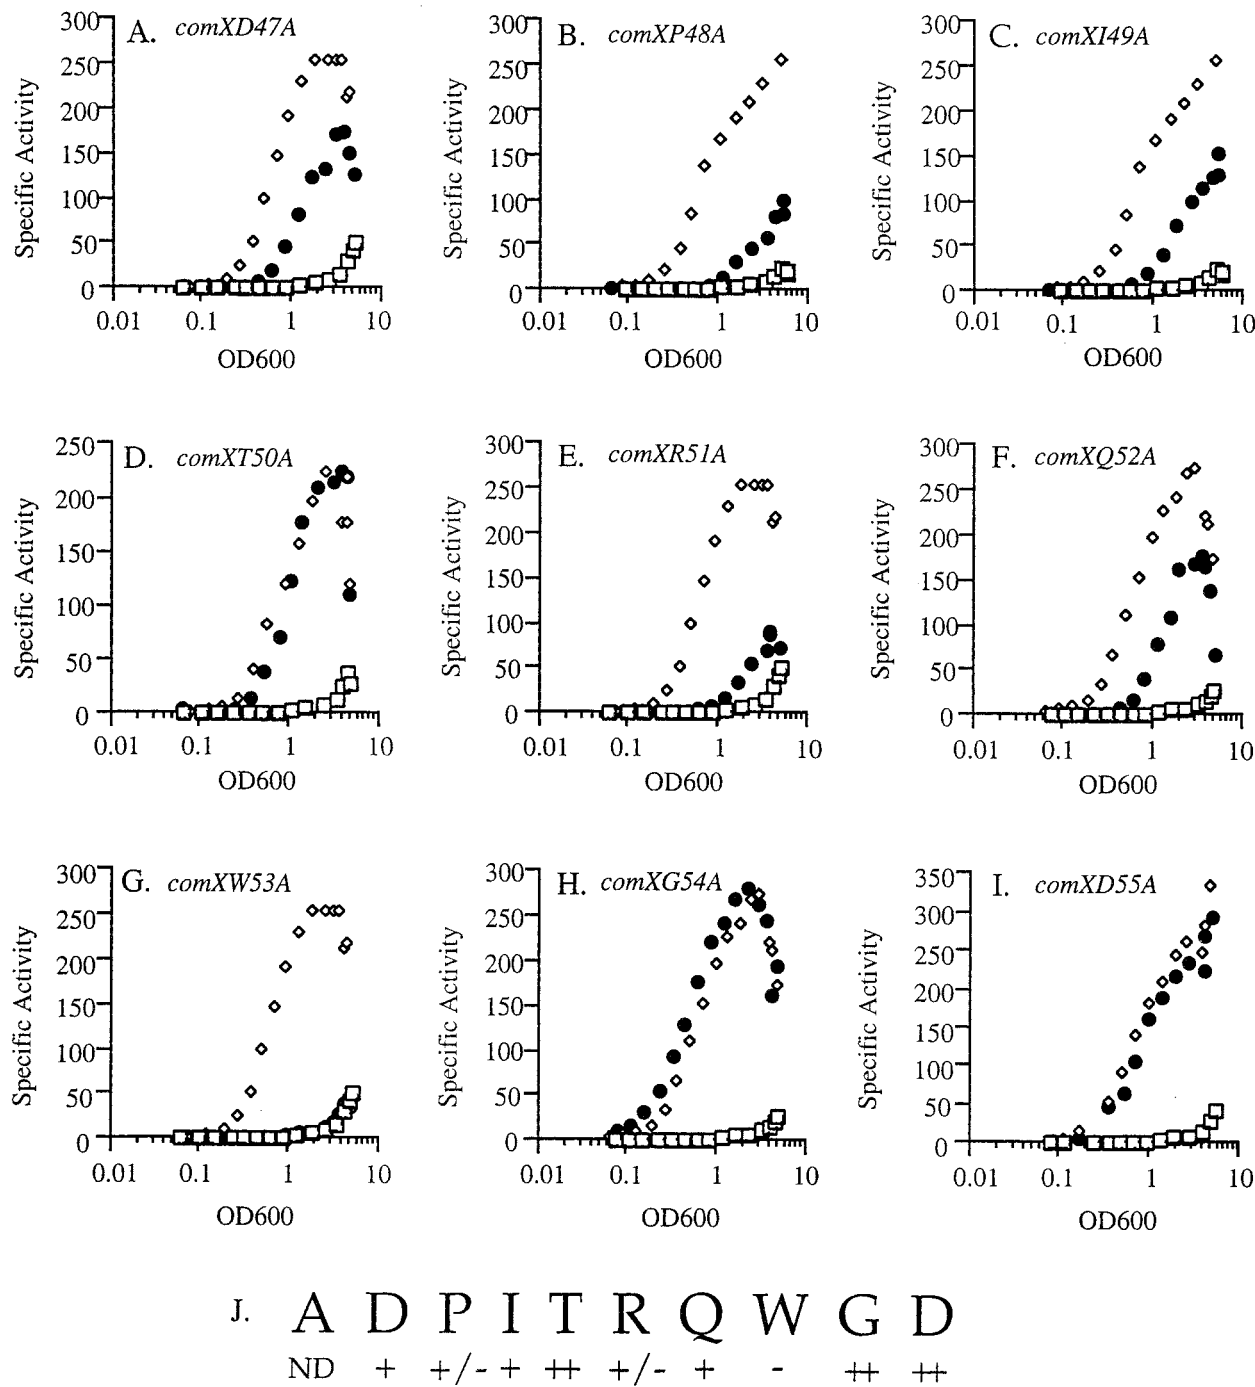 A. comXD47A
Specific Activity
300
250
200
150
100
50
0
0.01 0.1 1 10
OD600
B. comXP48A
Specific Activity
300
250
200
150
100
50
0
0.01 0.1 1 10
OD600
C. comXI49A
Specific Activity
300
250
200
150
100
50
0
0.01 0.1 1 10
OD600
D. comXT50A
Specific Activity
250
200
150
100
50
0
0.01 0.1 1 10
OD600
E. comXR51A
Specific Activity
300
250
200
150
100
50
0
0.01 0.1 1 10
OD600
F. comXQ52A
Specific Activity
300
250
200
150
100
50
0
0.01 0.1 1 10
OD600
G. comXW53A
Specific Activity
300
250
200
150
100
50
0
0.01 0.1 1 10
OD600
H. comXG54A
Specific Activity
300
250
200
150
100
50
0
0.01 0.1 1 10
OD600
I. comXD55A
Specific Activity
350
300
250
200
150
100
50
0
0.01 0.1 1 10
OD600
J. A D P I T R Q W G D
ND + +/- + ++ +/- + - ++ ++